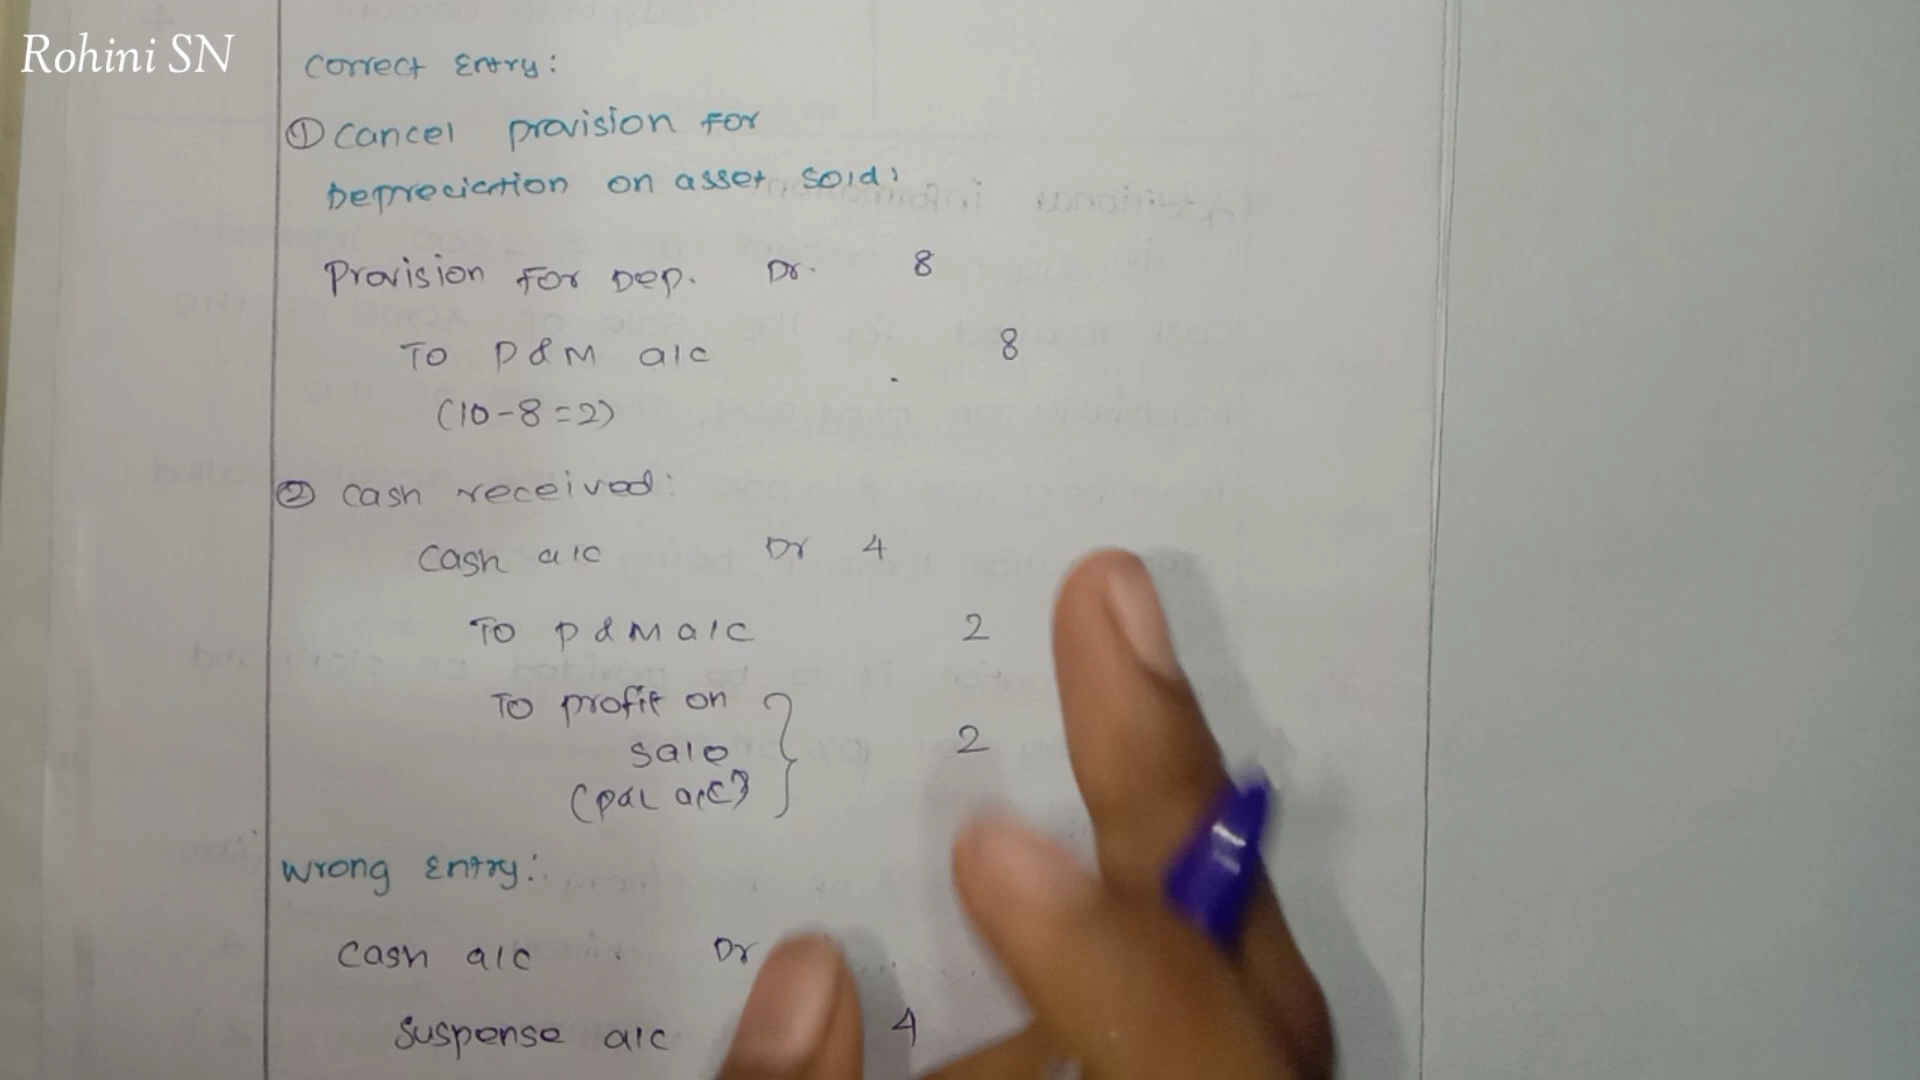 Rohini SN
Correct Entry:
① Cancel provision for
Depreciation on asset sold:
Provision For Dep. Dr. 8
To P&M a/c 8
(10-8=2)
② Cash received:
Cash a/c Dr 4
To P&M a/c 2
To profit on
sale 2
(P&L a/c)
Wrong Entry:
Cash a/c Dr
Suspense a/c 4